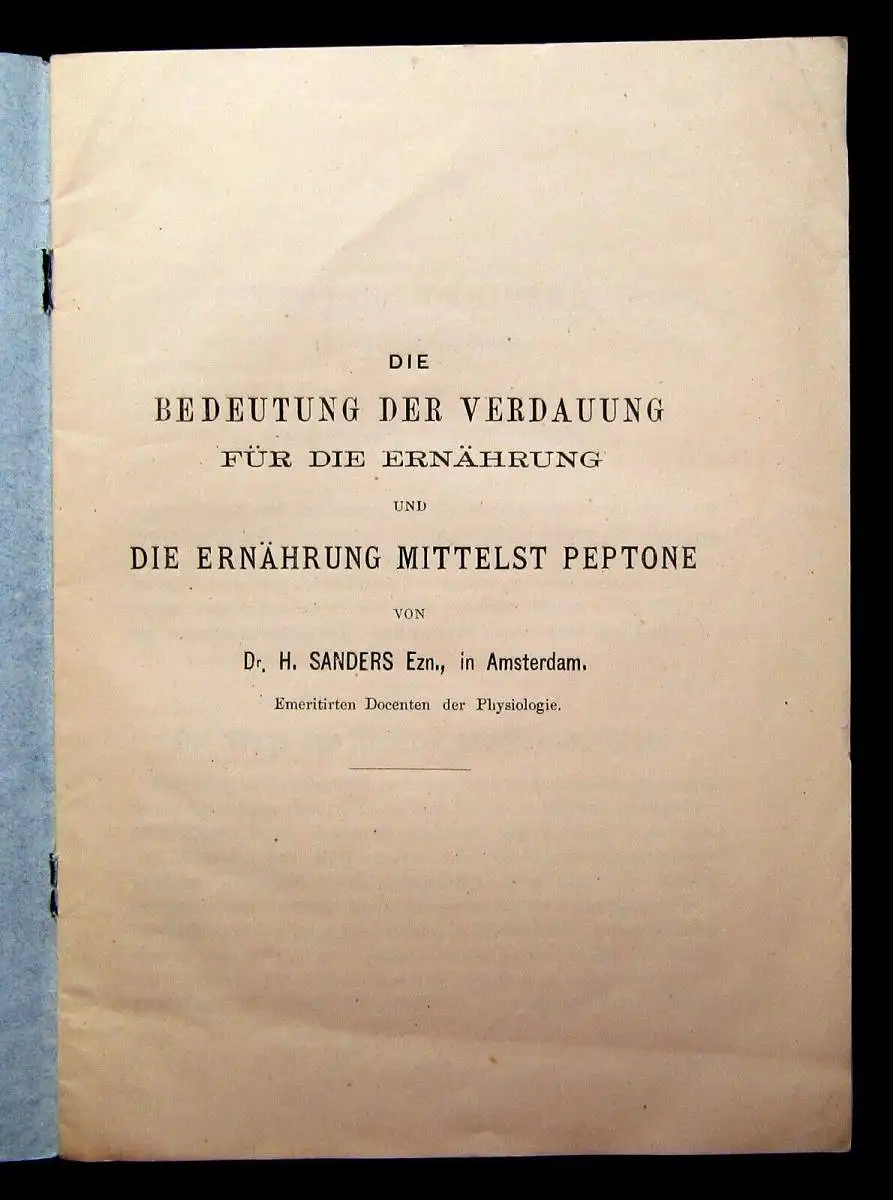 DIE
BEDEUTUNG DER VERDAUUNG
FÜR DIE ERNÄHRUNG
UND
DIE ERNÄHRUNG MITTELST PEPTONE
VON
Dr. H. SANDERS Ezn., in Amsterdam.
Emeritirten Docenten der Physiologie.